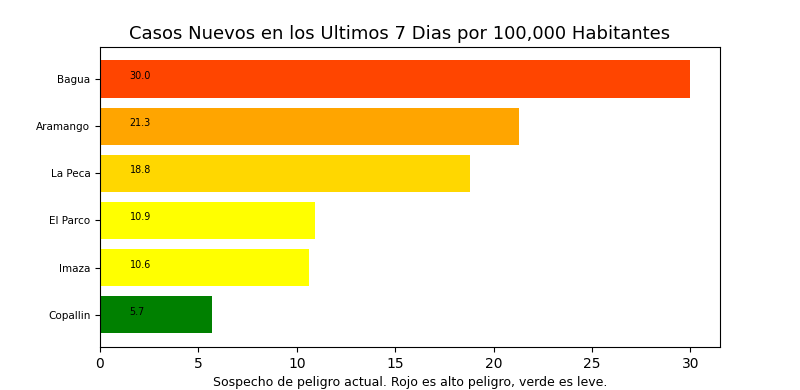 Casos Nuevos en los Ultimos 7 Dias por 100,000 Habitantes
Bagua 30.0
Aramango 21.3
La Peca 18.8
El Parco 10.9
Imaza 10.6
Copallin 5.7
0 5 10 15 20 25 30
Sospecho de peligro actual. Rojo es alto peligro, verde es leve.